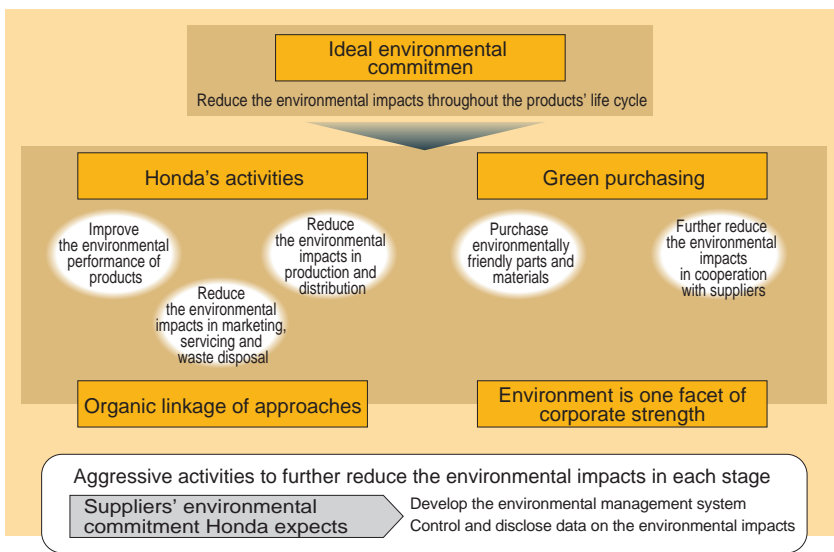 Ideal environmental
commitmen
Reduce the environmental impacts throughout the products' life cycle
Honda's activities
Green purchasing
Improve
the environmental
performance of
products
Reduce
the environmental
impacts in
production and
distribution
Reduce
the environmental
impacts in marketing,
servicing and
waste disposal
Purchase
environmentally
friendly parts and
materials
Further reduce
the environmental
impacts
in cooperation
with suppliers
Organic linkage of approaches
Environment is one facet of
corporate strength
Aggressive activities to further reduce the environmental impacts in each stage
Suppliers' environmental
commitment Honda expects
Develop the environmental management system
Control and disclose data on the environmental impacts